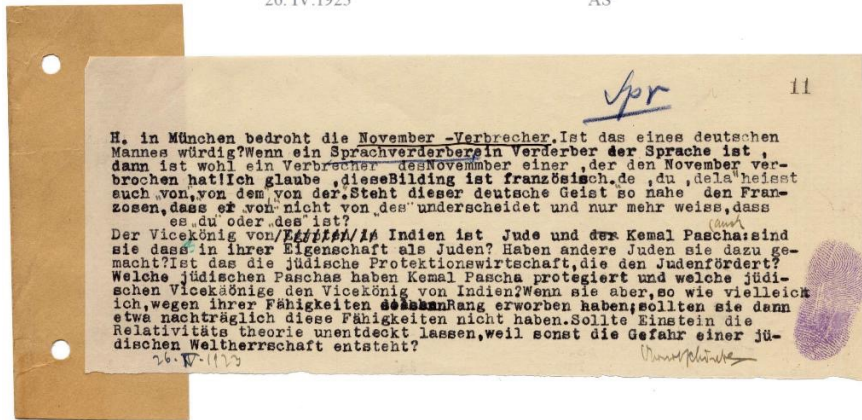 26. IV.1923 AS
Spr 11
H. in München bedroht die November -Verbrecher.Ist das eines deutschen
Mannes würdig?Wenn ein Sprachverderber ein Verderber der Sprache ist ,
dann ist wohl ein Verbrecher desNovemmber einer ,der den November ver-
brochen hat!Ich glaube ,dieseBilding ist französisch.de ,du ,dela"heisst
auch "von,von dem,von der.Steht dieser deutsche Geist so nahe den Fran-
zosen,dass er "von"nicht von "des"underscheidet und nur mehr weiss,dass
es "du"oder "des"ist?
Der Vicekönig von Indien ist Jude und der Kemal Pascha:sind
auch
sie dass in ihrer Eigenschaft als Juden? Haben andere Juden sie dazu ge-
macht?Ist das die jüdische Protektionswirtschaft,die den Judenfördert?
Welche jüdischen Paschas haben Kemal Pascha protegiert und welche jüdi-
schen Vicekäönige den Vicekönig von Indien?Wenn sie aber,so wie vielleich
ich,wegen ihrer Fähigkeiten Rang erworben haben;sollten sie dann
etwa nachträglich diese Fähigkeiten nicht haben.Sollte Einstein die
Relativitäts theorie unentdeckt lassen,weil sonst die Gefahr einer jü-
dischen Weltherrschaft entsteht?
26. IV. 1923